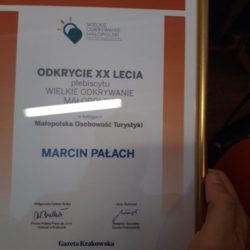 WIELKIE
ODKRYWANIE
MAŁOPOLSKI
ODKRYCIE XX LECIA
plebiscytu
WIELKIE ODKRYWANIE
MAŁOPOLSKI
w kategorii
Małopolska Osobowość Turystyki
MARCIN PAŁACH
Gazeta Krakowska